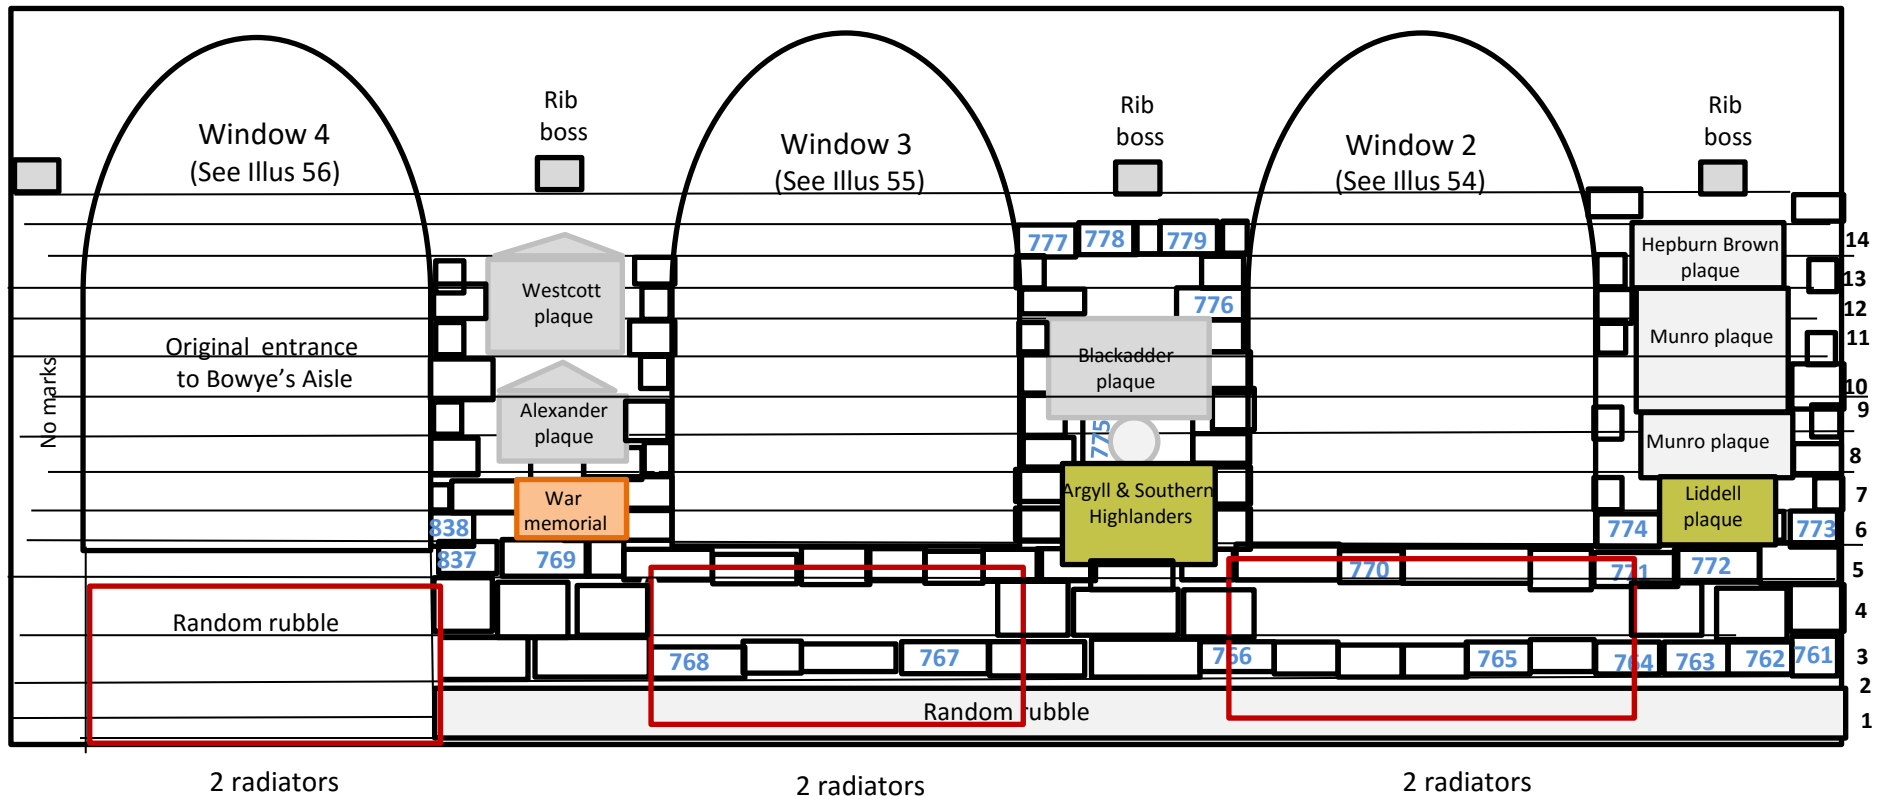 Window 4
(See Illus 56)
Rib
boss
Window 3
(See Illus 55)
Rib
boss
Window 2
(See Illus 54)
Rib
boss
777
778
779
Hepburn Brown
plaque
14
13
Westcott
plaque
776
12
Original entrance
to Bowye's Aisle
Blackadder
plaque
Munro plaque
11
10
No marks
Alexander
plaque
775
Munro plaque
9
8
War
memorial
Argyll & Southern
Highlanders
Liddell
plaque
7
838
774
773
6
837
769
770
771
772
5
Random rubble
4
768
767
766
765
764
763
762
761
3
2
Random rubble
1
2 radiators
2 radiators
2 radiators